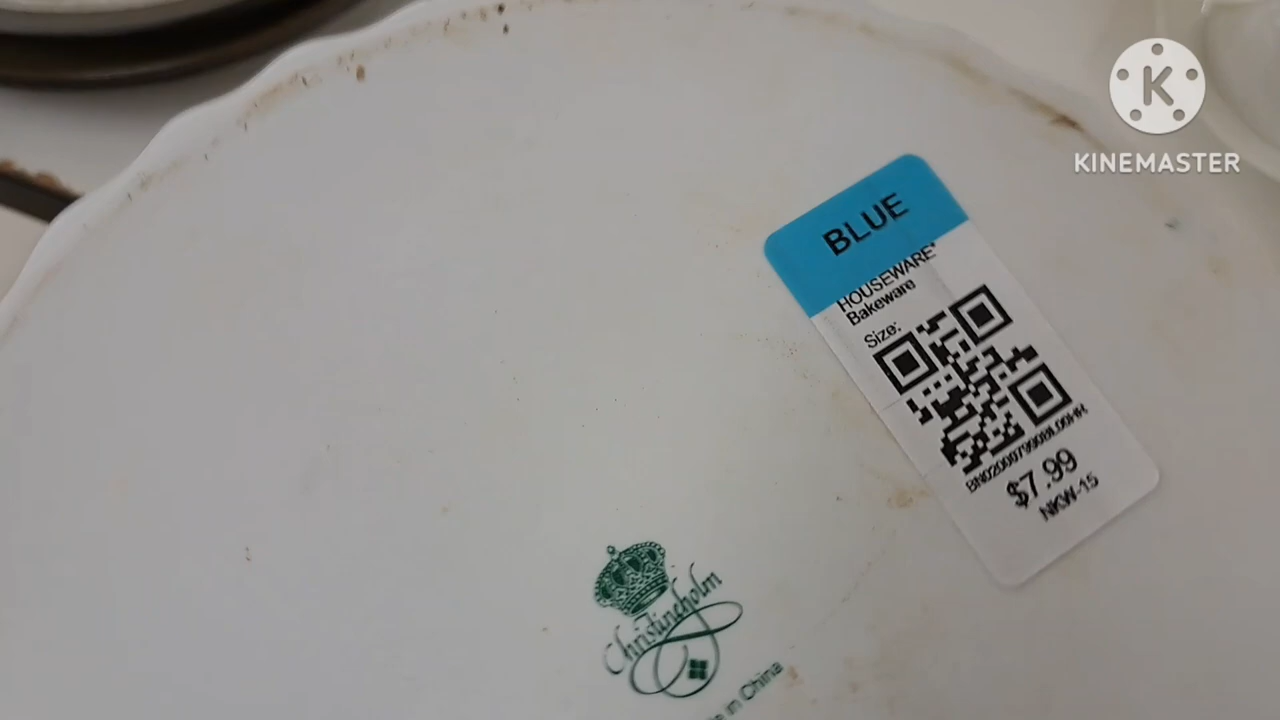 KINEMASTER
BLUE
HOUSEWARE*
Bakeware
Size:
$7.99
NKW-15
Christineholm
in China